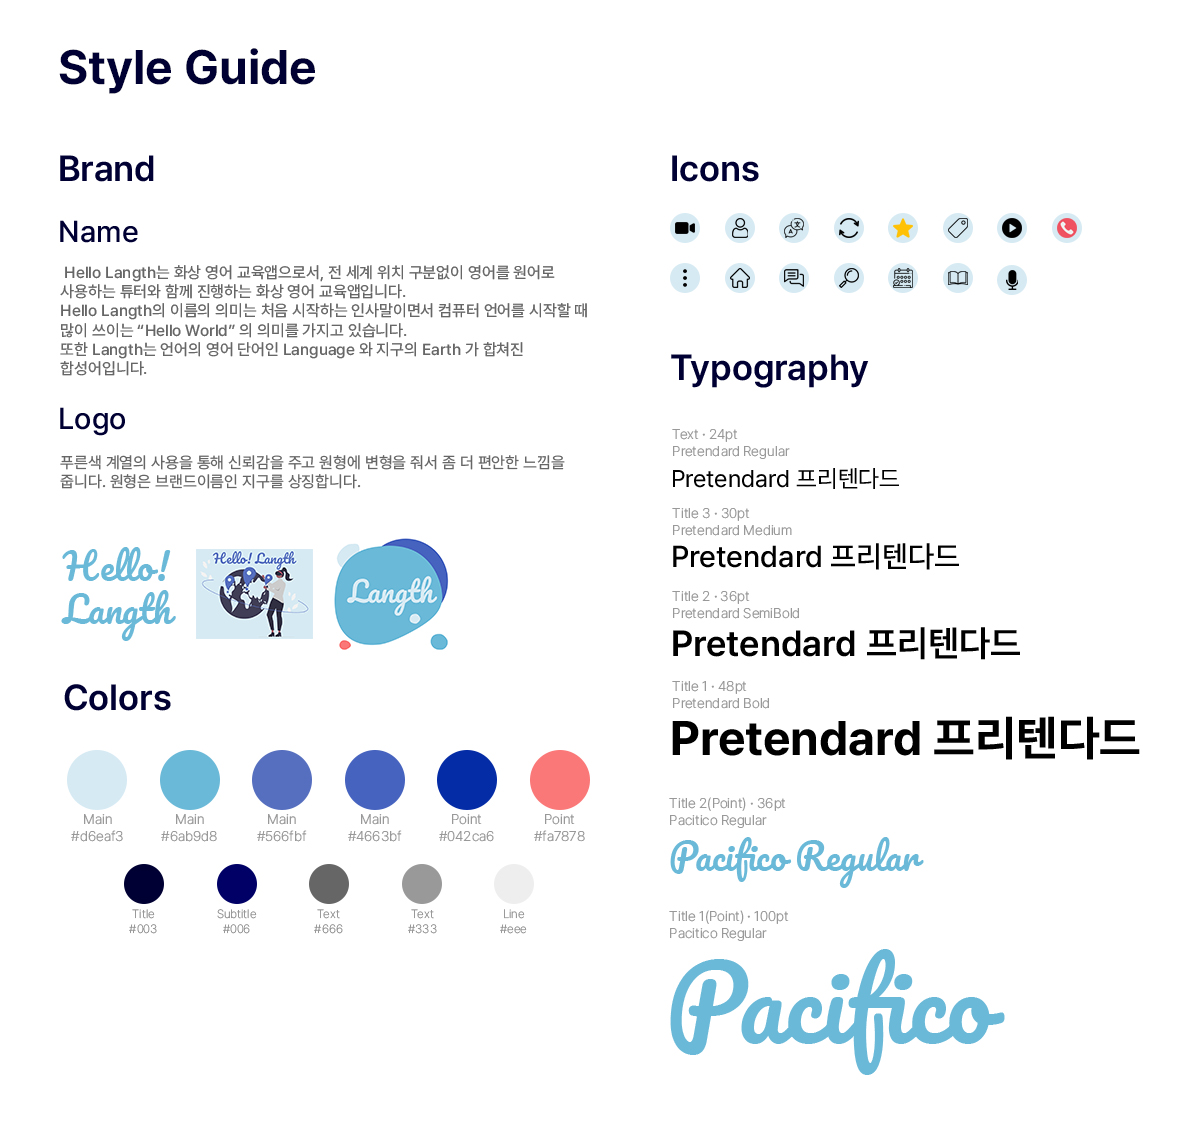 Style Guide
Brand
Name
Hello Langth는 화상 영어 교육앱으로서, 전 세계 위치 구분없이 영어를 원어로
사용하는 튜터와 함께 진행하는 화상 영어 교육앱입니다.
Hello Langth의 이름의 의미는 처음 시작하는 인사말이면서 컴퓨터 언어를 시작할 때
많이 쓰이는 “Hello World” 의 의미를 가지고 있습니다.
또한 Langth는 언어의 영어 단어인 Language 와 지구의 Earth 가 합쳐진
합성어입니다.
Logo
푸른색 계열의 사용을 통해 신뢰감을 주고 원형에 변형을 줘서 좀 더 편안한 느낌을
줍니다. 원형은 브랜드이름인 지구를 상징합니다.
Hello!
Langth
Hello! Langth
Langth
Colors
Main
#d6eaf3
Main
#6ab9d8
Main
#566fbf
Main
#4663bf
Point
#042ca6
Point
#fa7878
Title
#003
Subtitle
#006
Text
#666
Text
#333
Line
#eee
Icons
Typography
Text · 24pt
Pretendard Regular
Pretendard 프리텐다드
Title 3 · 30pt
Pretendard Medium
Pretendard 프리텐다드
Title 2 · 36pt
Pretendard SemiBold
Pretendard 프리텐다드
Title 1 · 48pt
Pretendard Bold
Pretendard 프리텐다드
Title 2(Point) · 36pt
Pacitico Regular
Pacifico Regular
Title 1(Point) · 100pt
Pacitico Regular
Pacifico